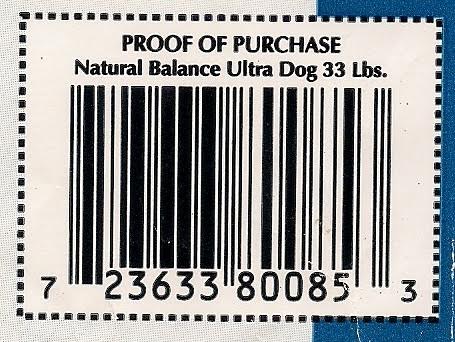 PROOF OF PURCHASE
Natural Balance Ultra Dog 33 Lbs.
7 23633 80085 3